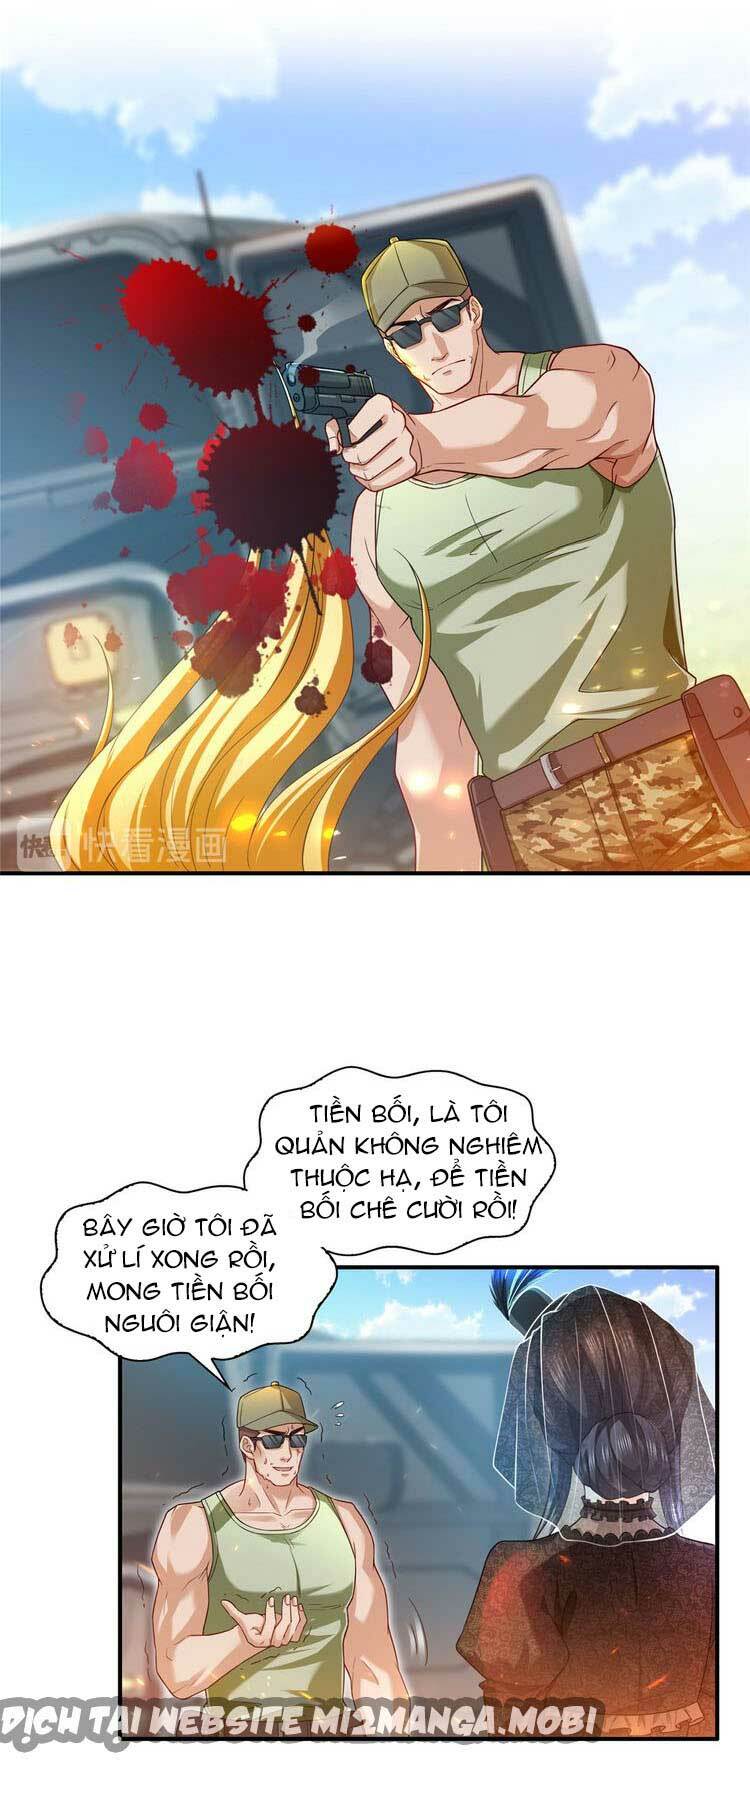 快看漫画
TIỀN BỐI, LÀ TÔI
QUẢN KHÔNG NGHIÊM
THUỘC HẠ, ĐỂ TIỀN
BỐI CHÊ CƯỜI RỒI!
BÂY GIỜ TÔI ĐÃ
XỬ LÍ XONG RỒI,
MONG TIỀN BỐI
NGUÔI GIẬN!
DỊCH TẠI WEBSITE MI2MANGA.MOBI